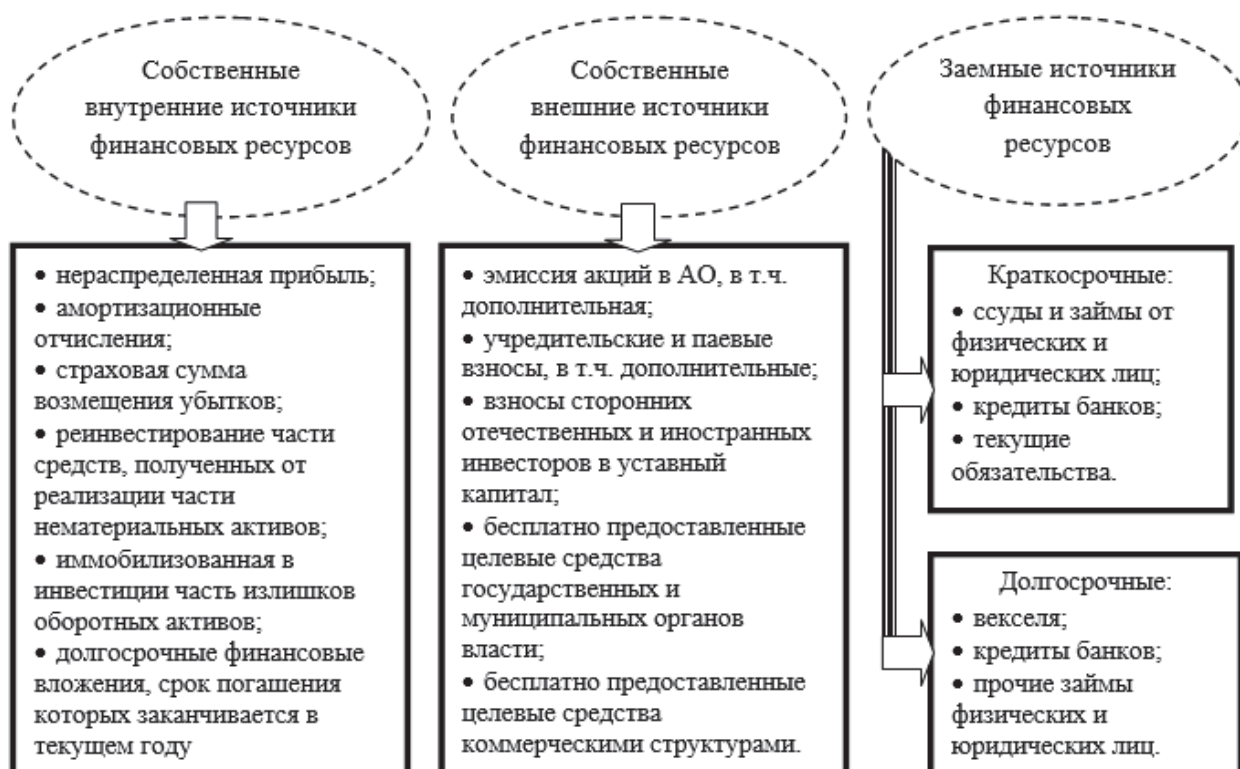 Собственные
внутренние источники
финансовых ресурсов
• нераспределенная прибыль;
• амортизационные
отчисления;
• страховая сумма
возмещения убытков;
• реинвестирование части
средств, полученных от
реализации части
нематериальных активов;
• иммобилизованная в
инвестиции часть излишков
оборотных активов;
• долгосрочные финансовые
вложения, срок погашения
которых заканчивается в
текущем году
Собственные
внешние источники
финансовых ресурсов
• эмиссия акций в АО, в т.ч.
дополнительная;
• учредительские и паевые
взносы, в т.ч. дополнительные;
• взносы сторонних
отечественных и иностранных
инвесторов в уставный
капитал;
• бесплатно предоставленные
целевые средства
государственных и
муниципальных органов
власти;
• бесплатно предоставленные
целевые средства
коммерческими структурами.
Заемные источники
финансовых
ресурсов
Краткосрочные:
• ссуды и займы от
физических и
юридических лиц;
• кредиты банков;
• текущие
обязательства.
Долгосрочные:
• векселя;
• кредиты банков;
• прочие займы
физических и
юридических лиц.